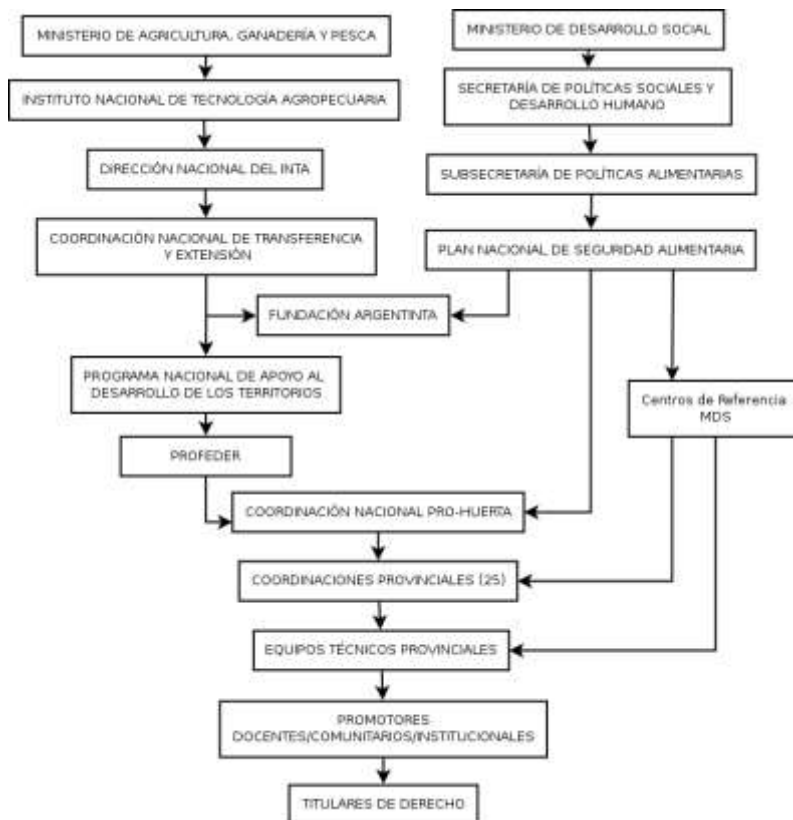 MINISTERIO DE AGRICULTURA, GANADERÍA Y PESCA
MINISTERIO DE DESARROLLO SOCIAL
INSTITUTO NACIONAL DE TECNOLOGÍA AGROPECUARIA
SECRETARÍA DE POLÍTICAS SOCIALES Y
DESARROLLO HUMANO
DIRECCIÓN NACIONAL DEL INTA
SUBSECRETARÍA DE POLÍTICAS ALIMENTARIAS
COORDINACIÓN NACIONAL DE TRANSFERENCIA
Y EXTENSIÓN
PLAN NACIONAL DE SEGURIDAD ALIMENTARIA
FUNDACIÓN ARGENINTA
PROGRAMA NACIONAL DE APOYO AL
DESARROLLO DE LOS TERRITORIOS
Centros de Referencia
MDS
PROFEDER
COORDINACIÓN NACIONAL PRO-HUERTA
COORDINACIONES PROVINCIALES (25)
EQUIPOS TÉCNICOS PROVINCIALES
PROMOTORES
DOCENTES/COMUNITARIOS/INSTITUCIONALES
TITULARES DE DERECHO